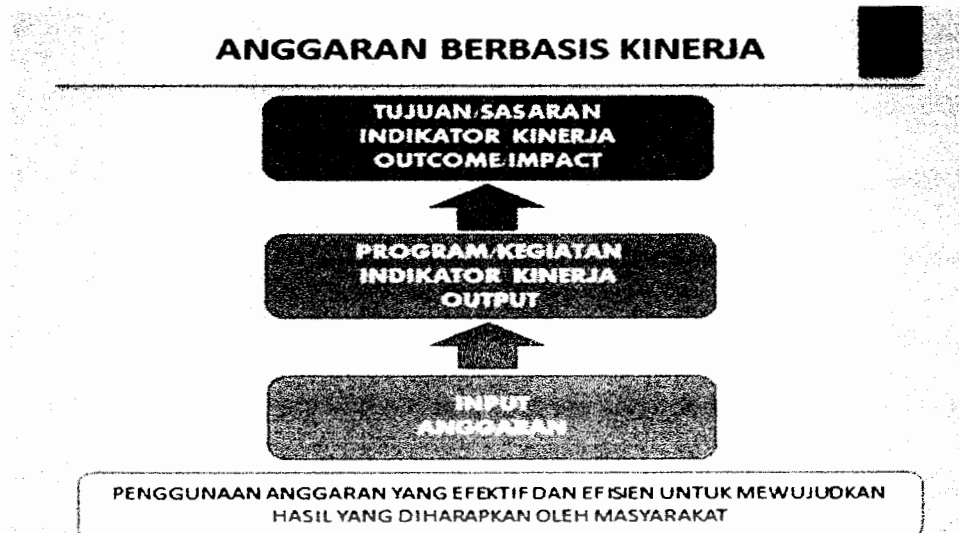 ANGGARAN BERBASIS KINERJA
TUJUAN/SASARAN
INDIKATOR KINERJA
OUTCOME/IMPACT
PROGRAM/KEGIATAN
INDIKATOR KINERJA
OUTPUT
INPUT
ANGGARAN
PENGGUNAAN ANGGARAN YANG EFEKTIF DAN EFISIEN UNTUK MEWUJUDKAN
HASIL YANG DIHARAPKAN OLEH MASYARAKAT